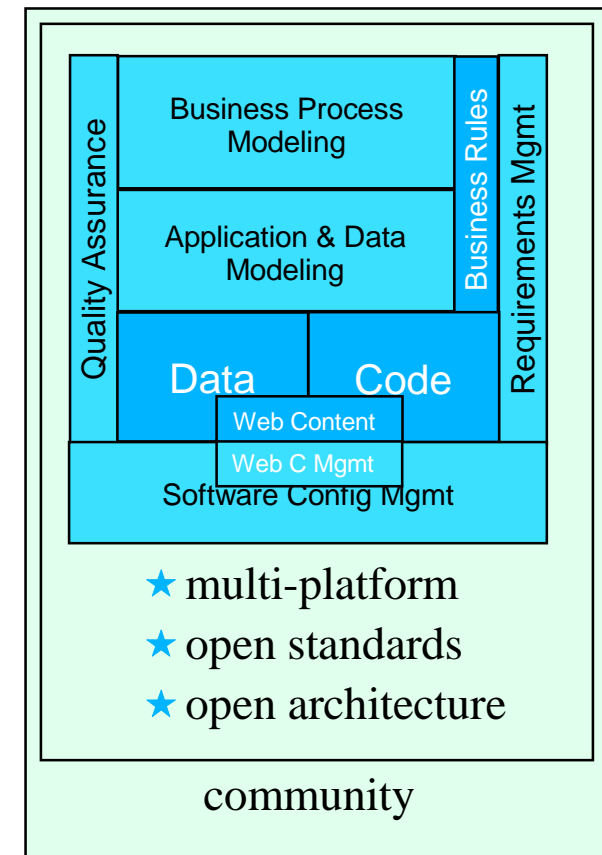 Quality Assurance
Business Process
Modeling
Business Rules
Requirements Mgmt
Application & Data
Modeling
Data
Code
Web Content
Web C Mgmt
Software Config Mgmt
multi-platform
open standards
open architecture
community